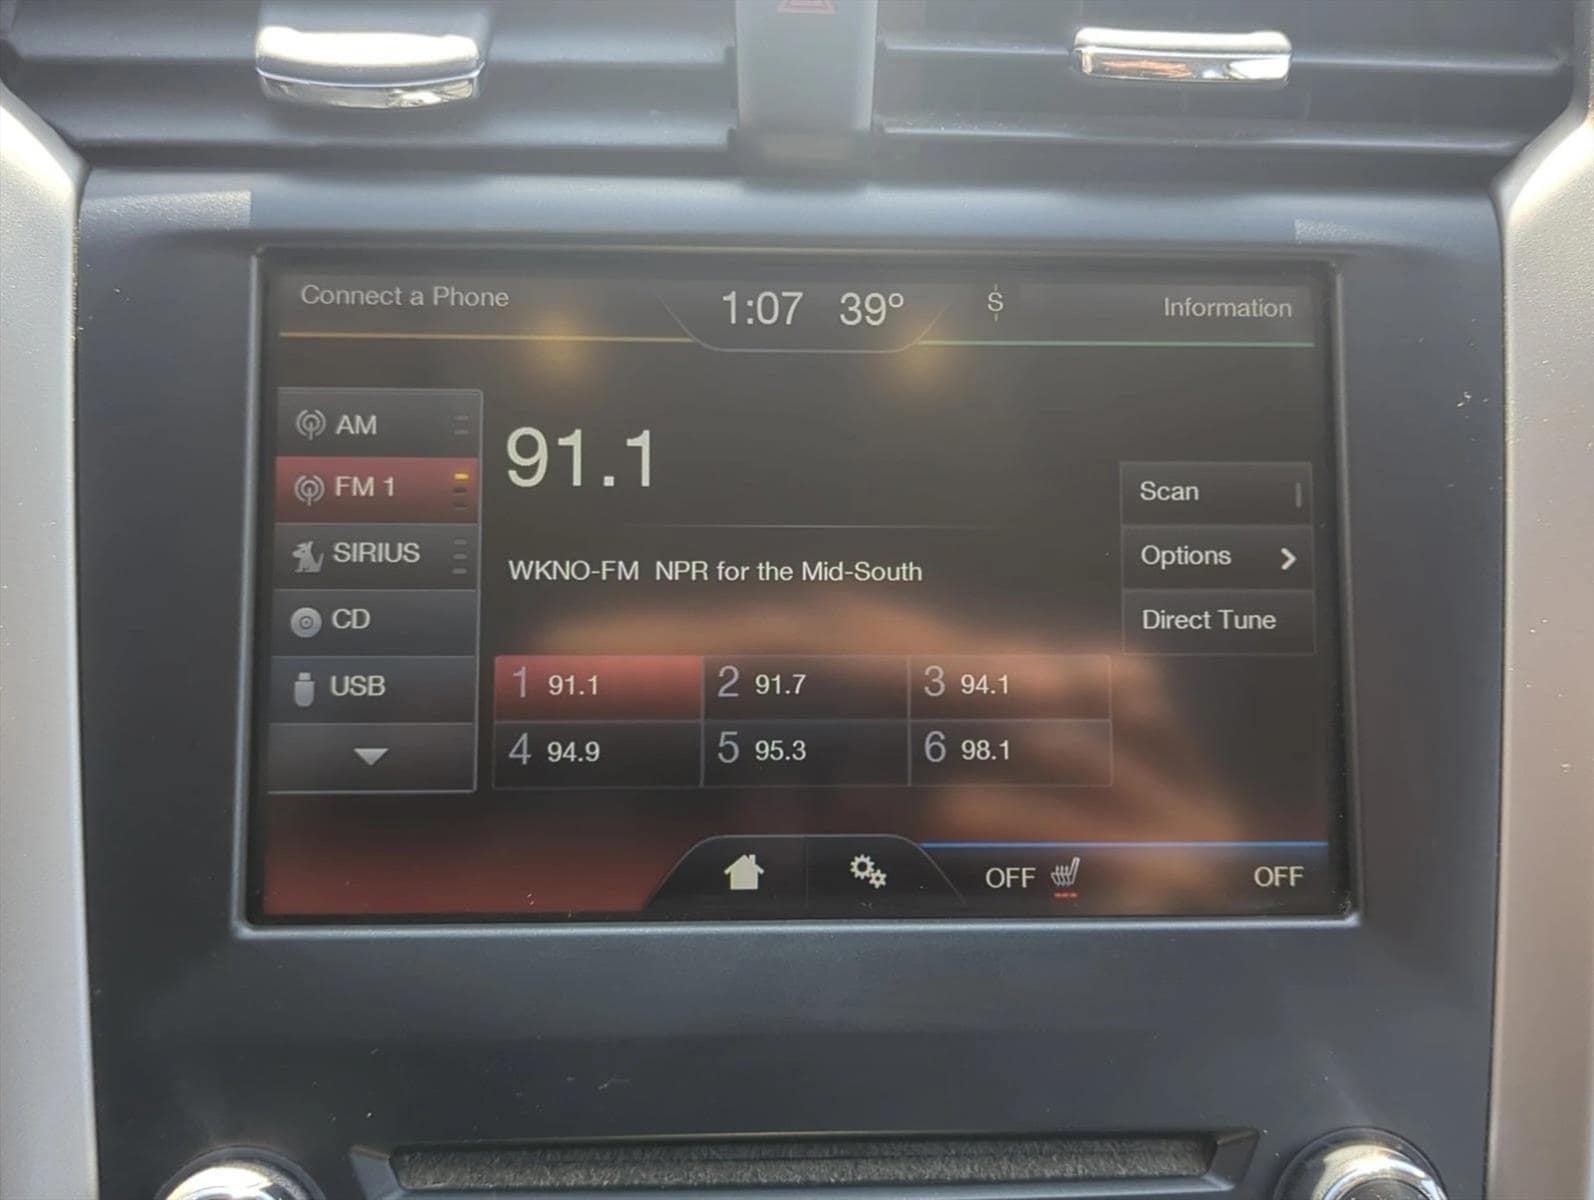 Connect a Phone
1:07 39°
S
Information
AM
FM 1
SIRIUS
CD
USB
91.1
WKNO-FM NPR for the Mid-South
Scan
Options
Direct Tune
1 91.1
2 91.7
3 94.1
4 94.9
5 95.3
6 98.1
OFF
OFF